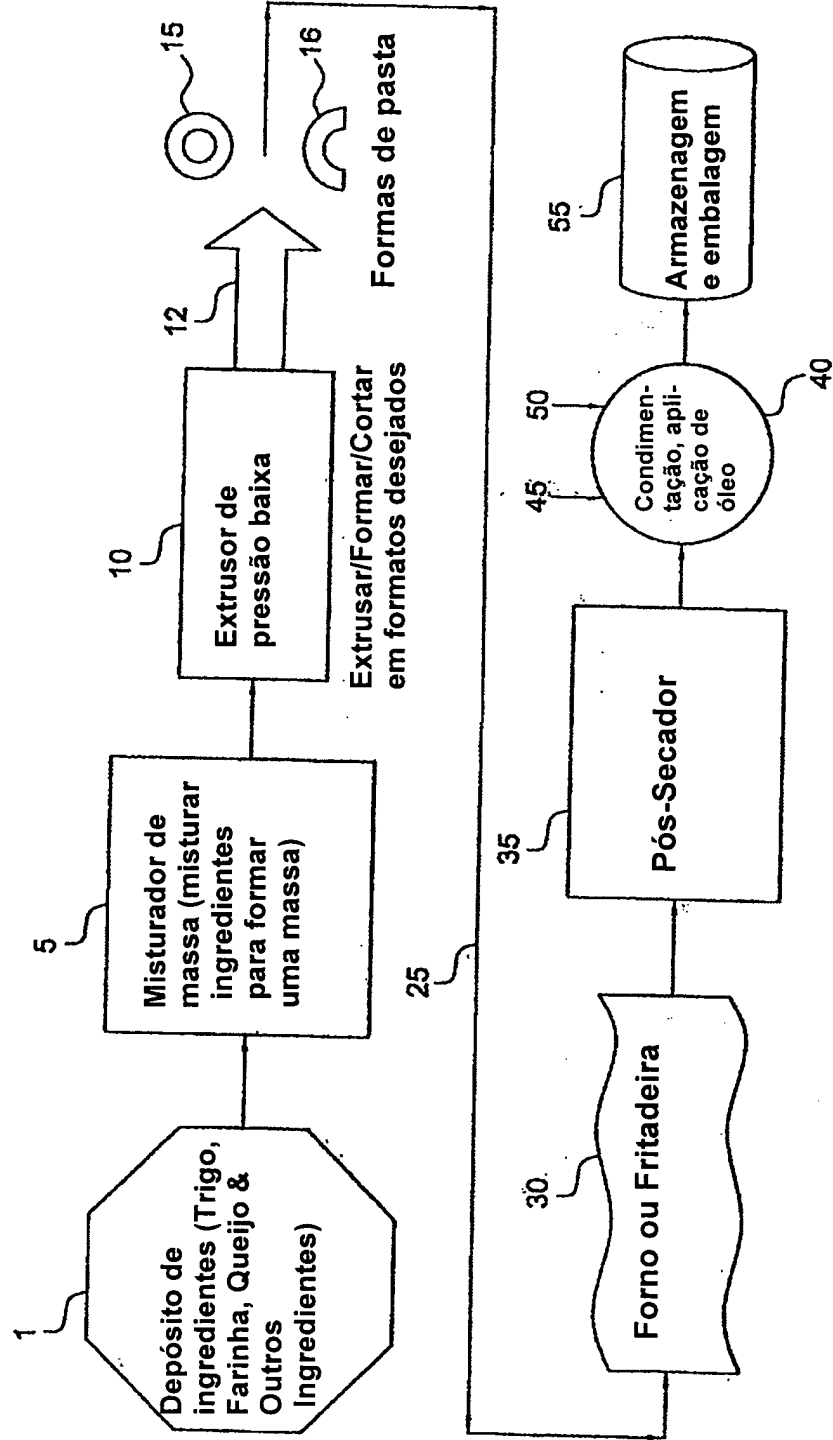 1
Depósito de
ingredientes (Trigo,
Farinha, Queijo &
Outros
Ingredientes)
5
Misturador de
massa (misturar
ingredientes
para formar
uma massa)
10
Extrusor de
pressão baixa
Extrusar/Formar/Cortar
em formatos desejados
12
15
16
Formas de pasta
25
30
Forno ou Fritadeira
35
Pós-Secador
45
50
Condimen-
tação, apli-
cação de
óleo
40
55
Armazenagem
e embalagem